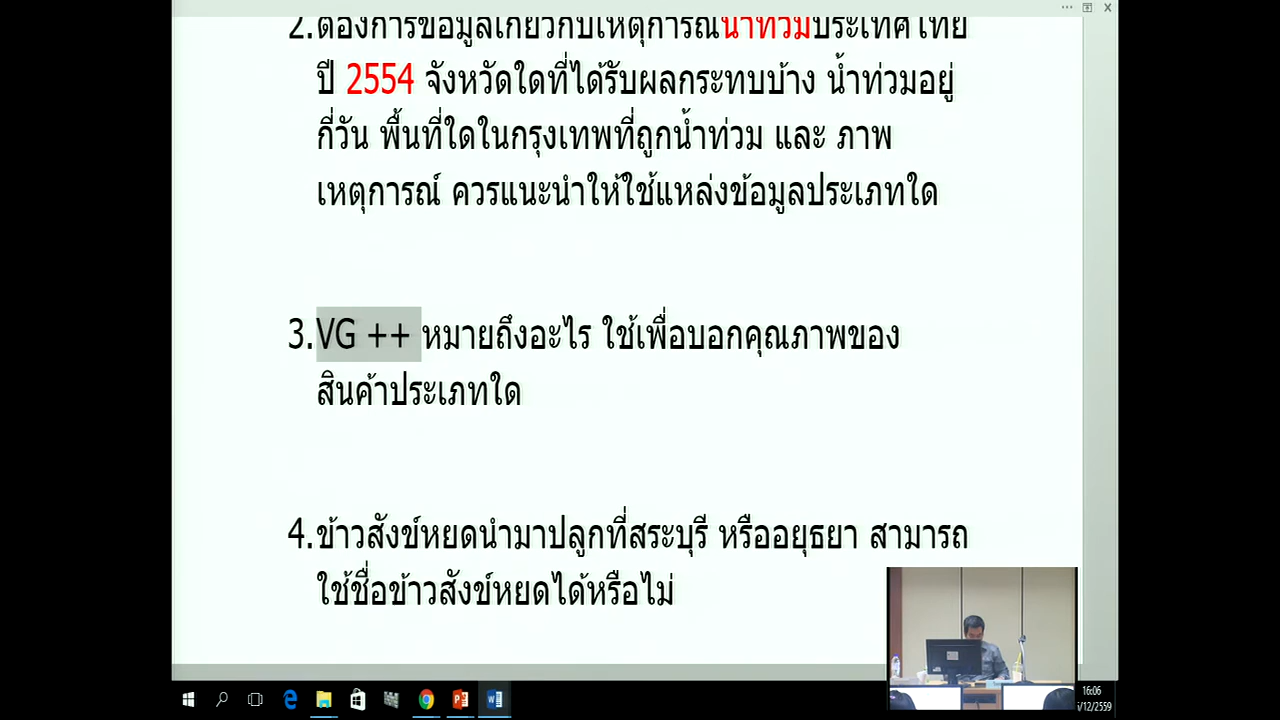 2.ต้องการข้อมูลเกี่ยวกับเหตุการณ์น้ำท่วมประเทศไทย
ปี 2554 จังหวัดใดที่ได้รับผลกระทบบ้าง น้ำท่วมอยู่
กี่วัน พื้นที่ใดในกรุงเทพที่ถูกน้ำท่วม และ ภาพ
เหตุการณ์ ควรแนะนำให้ใช้แหล่งข้อมูลประเภทใด
3.VG ++ หมายถึงอะไร ใช้เพื่อบอกคุณภาพของ
สินค้าประเภทใด
4.ข้าวสังข์หยดนำมาปลูกที่สระบุรี หรืออยุธยา สามารถ
ใช้ชื่อข้าวสังข์หยดได้หรือไม่
16:06
/12/2559